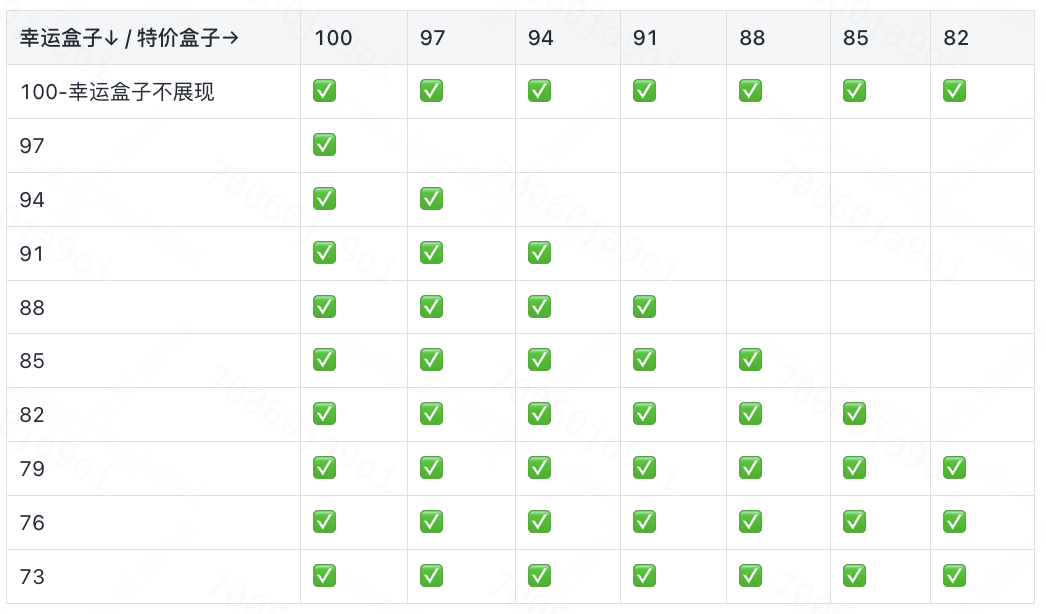 幸运盒子↓ / 特价盒子→ 100 97 94 91 88 85 82
100-幸运盒子不展现 ✅ ✅ ✅ ✅ ✅ ✅ ✅
97 ✅
94 ✅ ✅
91 ✅ ✅ ✅
88 ✅ ✅ ✅ ✅
85 ✅ ✅ ✅ ✅ ✅
82 ✅ ✅ ✅ ✅ ✅ ✅
79 ✅ ✅ ✅ ✅ ✅ ✅ ✅
76 ✅ ✅ ✅ ✅ ✅ ✅ ✅
73 ✅ ✅ ✅ ✅ ✅ ✅ ✅